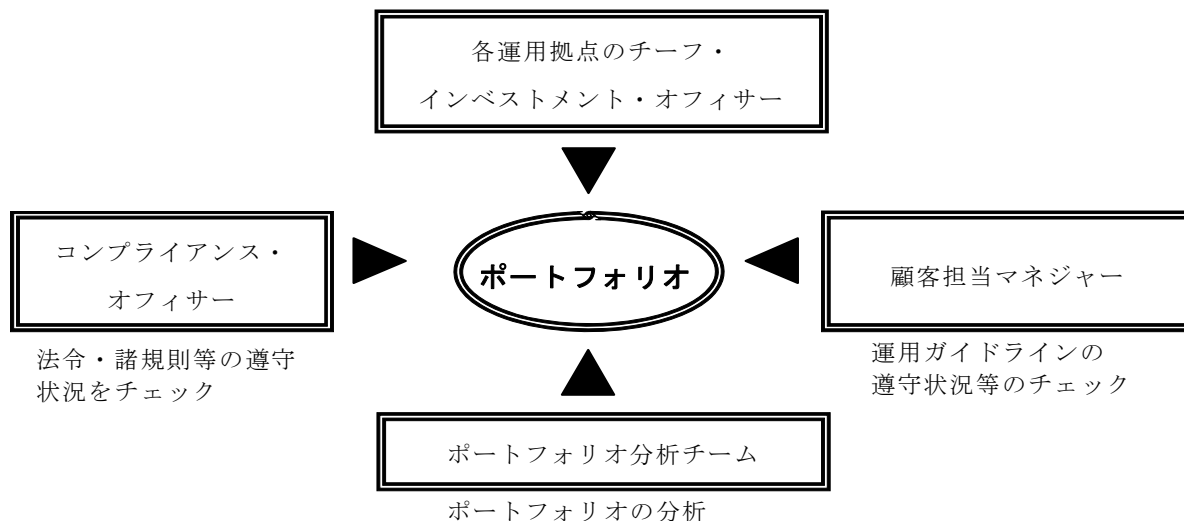 各運用拠点のチーフ・
インベストメント・オフィサー
コンプライアンス・
オフィサー
法令・諸規則等の遵守
状況をチェック
ポートフォリオ
顧客担当マネジャー
運用ガイドラインの
遵守状況等のチェック
ポートフォリオ分析チーム
ポートフォリオの分析